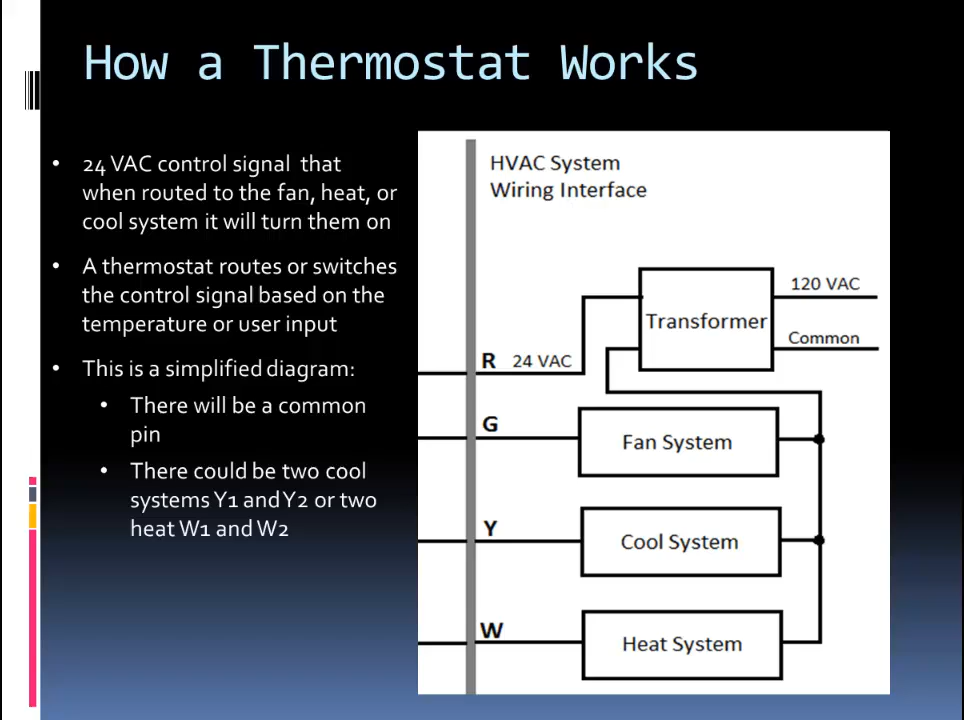 How a Thermostat Works
• 24 VAC control signal that
when routed to the fan, heat, or
cool system it will turn them on
• A thermostat routes or switches
the control signal based on the
temperature or user input
• This is a simplified diagram:
• There will be a common
pin
• There could be two cool
systems Y1 and Y2 or two
heat W1 and W2
HVAC System
Wiring Interface
120 VAC
Transformer
Common
R 24 VAC
G
Fan System
Y
Cool System
W
Heat System